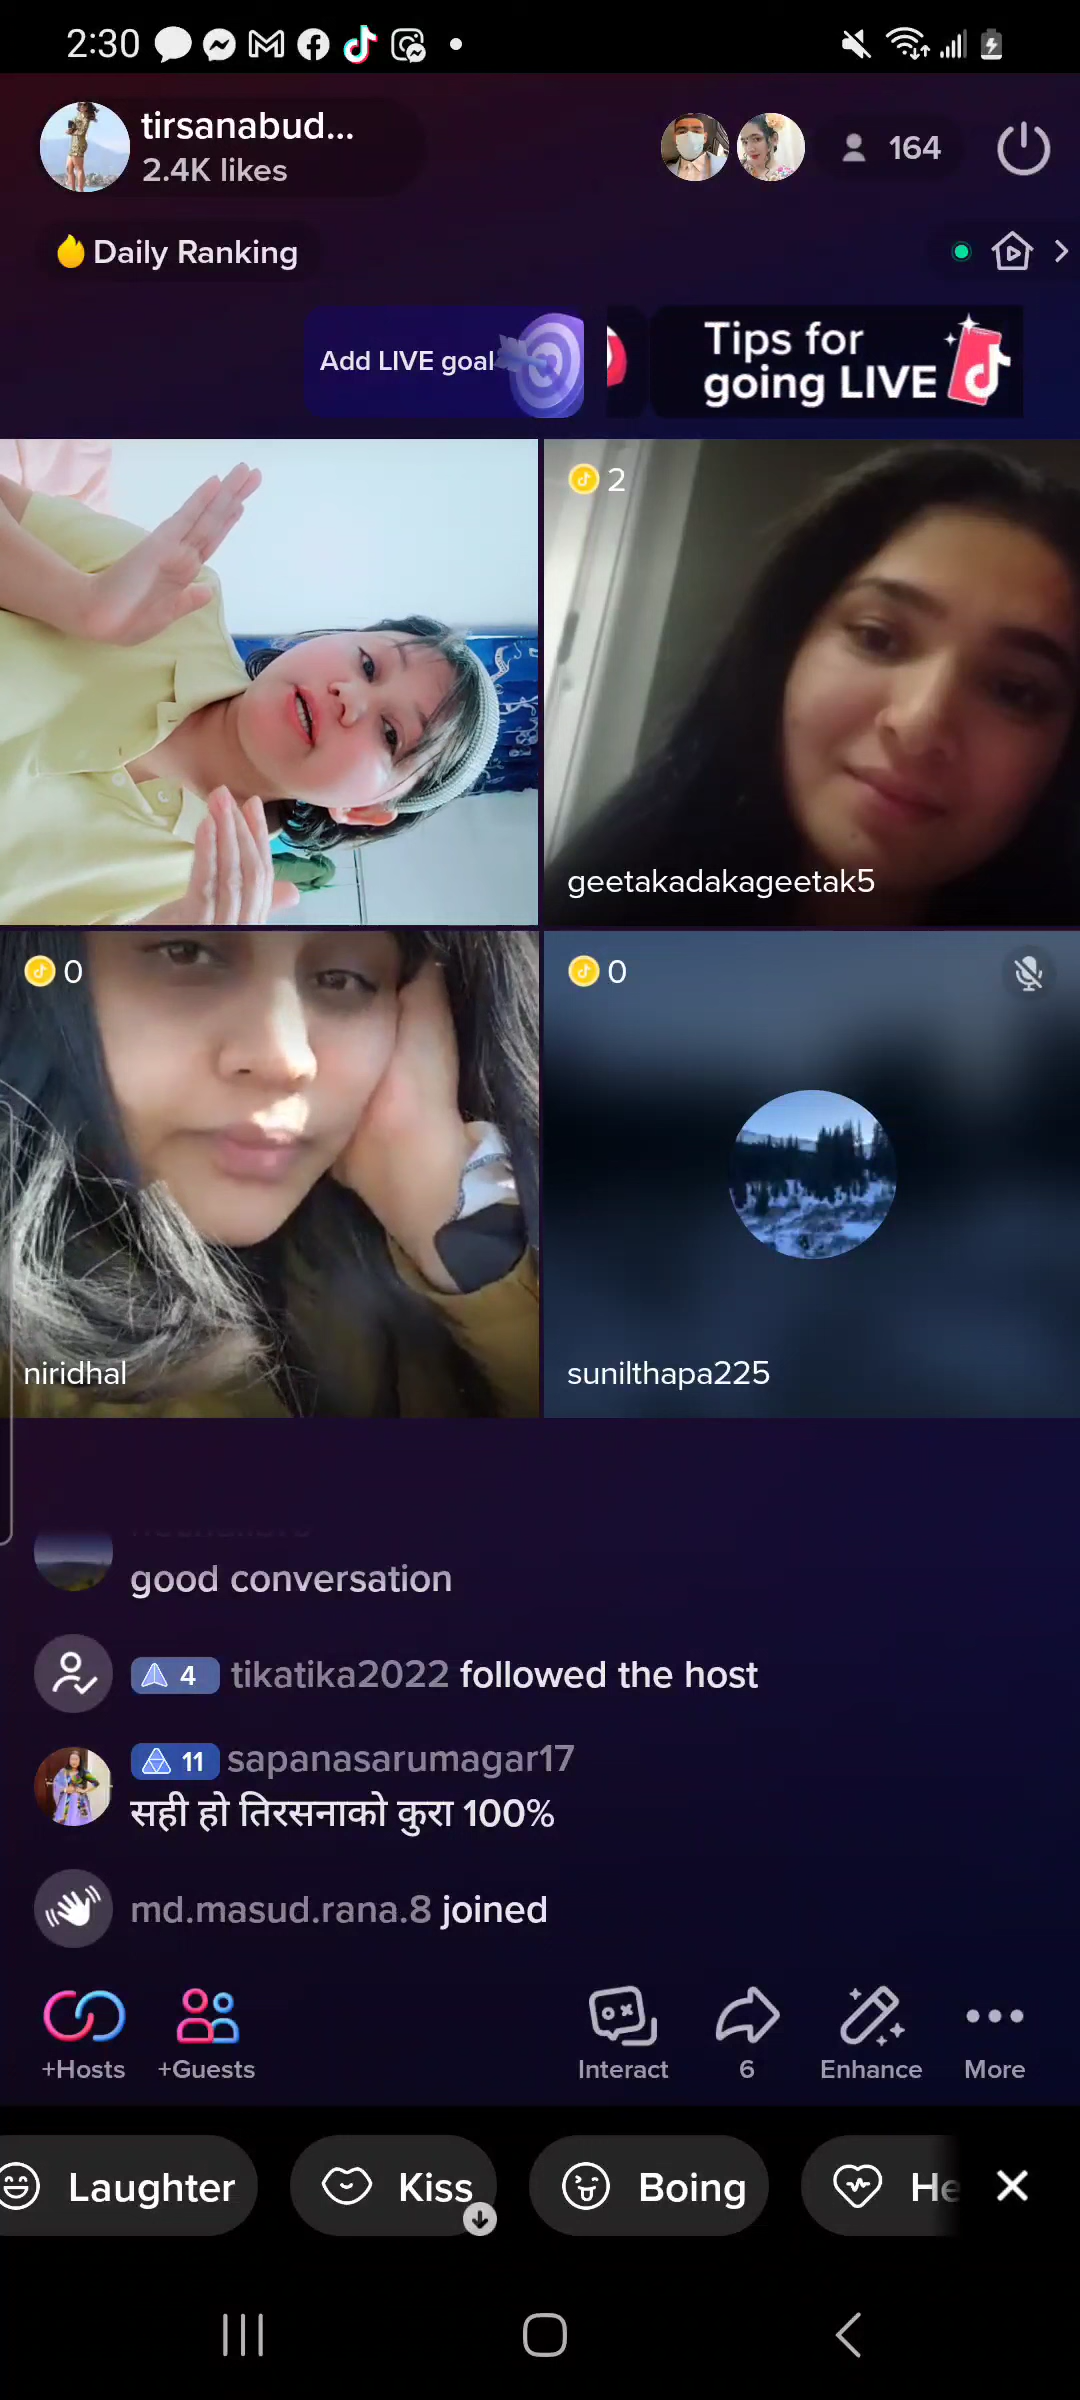 2:30
tirsanabud...
2.4K likes
164
Daily Ranking
Add LIVE goal
Tips for
going LIVE
2
geetakadakageetak5
0
niridhal
0
sunilthapa225
good conversation
4 tikatika2022 followed the host
11 sapanasarumagar17
सही हो तिरसनाको कुरा 100%
md.masud.rana.8 joined
+Hosts
+Guests
Interact
6
Enhance
More
Laughter
Kiss
Boing
He